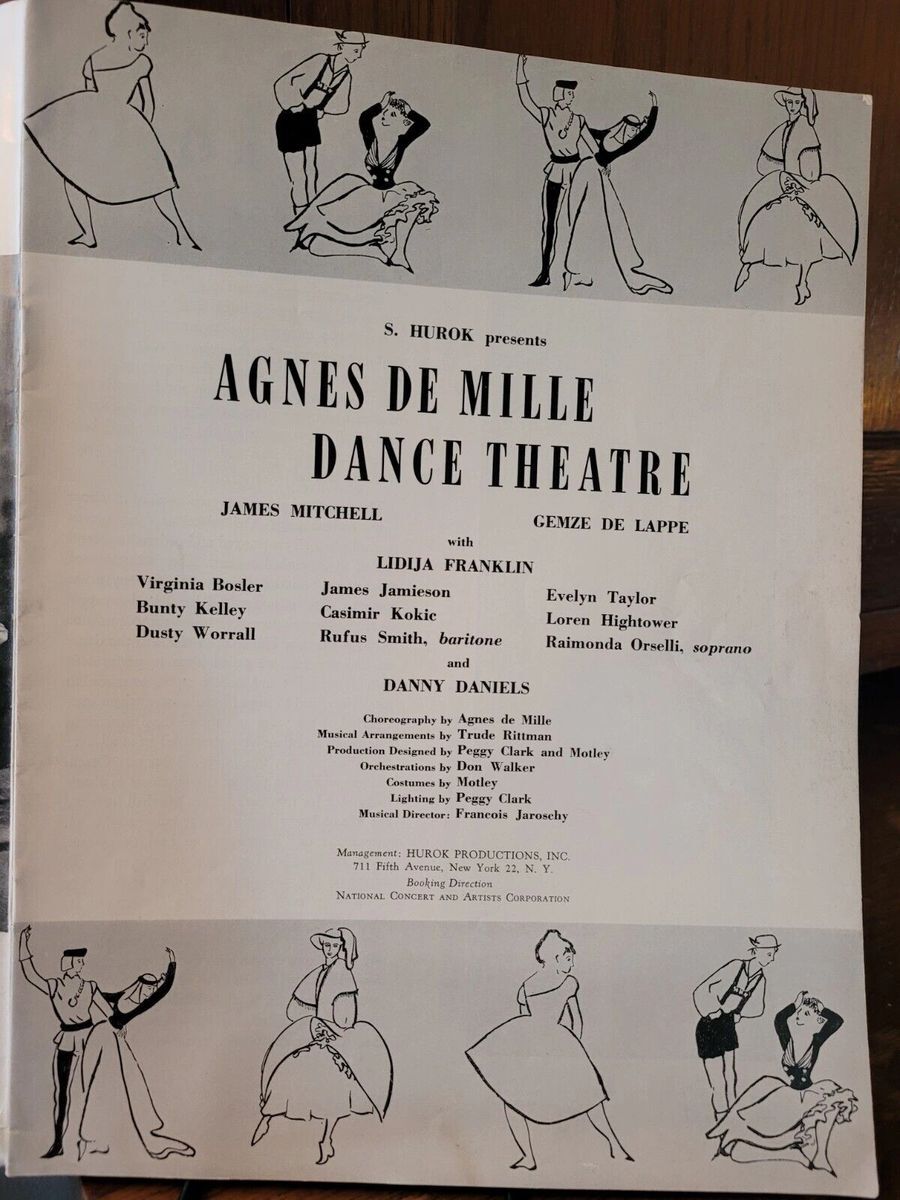 S. HUROK presents
AGNES DE MILLE
DANCE THEATRE
JAMES MITCHELL GEMZE DE LAPPE
with
LIDIJA FRANKLIN
Virginia Bosler James Jamieson Evelyn Taylor
Bunty Kelley Casimir Kokic Loren Hightower
Dusty Worrall Rufus Smith, baritone Raimonda Orselli, soprano
and
DANNY DANIELS
Choreography by Agnes de Mille
Musical Arrangements by Trude Rittman
Production Designed by Peggy Clark and Motley
Orchestrations by Don Walker
Costumes by Motley
Lighting by Peggy Clark
Musical Director: Francois Jaroschy
Management: HUROK PRODUCTIONS, INC.
711 Fifth Avenue, New York 22, N. Y.
Booking Direction
NATIONAL CONCERT AND ARTISTS CORPORATION